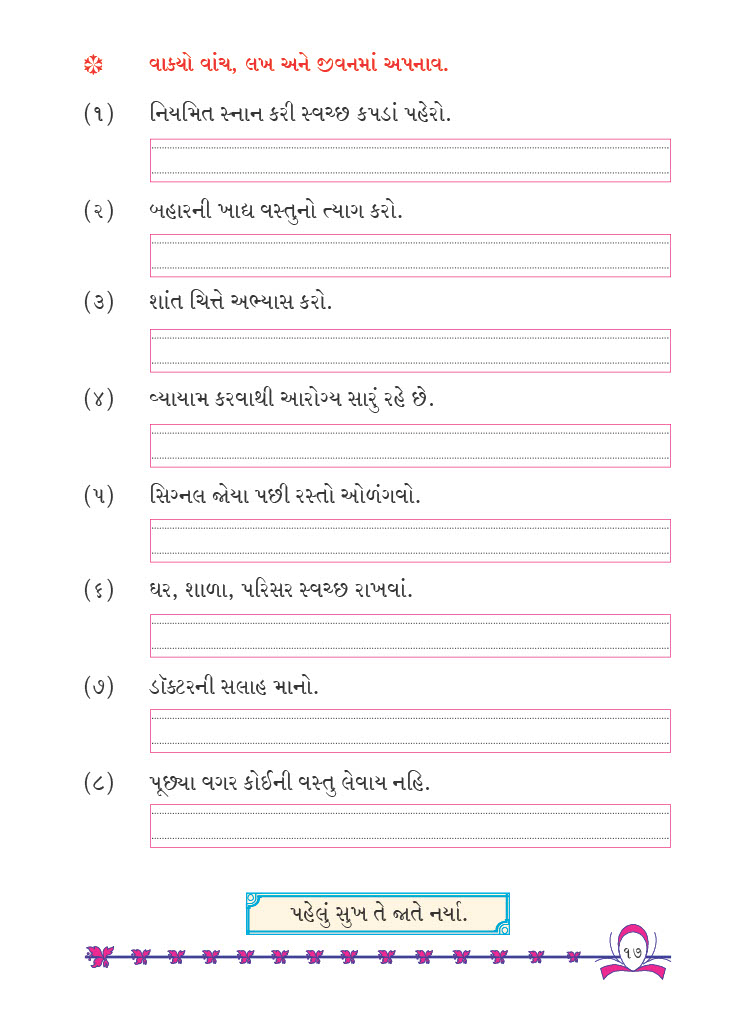 વાક્યો વાંચ, લખ અને જીવનમાં અપનાવ.
(૧) નિયમિત સ્નાન કરી સ્વચ્છ કપડાં પહેરો.
(૨) બહારની ખાદ્ય વસ્તુનો ત્યાગ કરો.
(૩) શાંત ચિત્તે અભ્યાસ કરો.
(૪) વ્યાયામ કરવાથી આરોગ્ય સારું રહે છે.
(૫) સિગ્નલ જોયા પછી રસ્તો ઓળંગવો.
(૬) ઘર, શાળા, પરિસર સ્વચ્છ રાખવાં.
(૭) ડૉક્ટરની સલાહ માનો.
(૮) પૂછ્યા વગર કોઈની વસ્તુ લેવાય નહિ.
પહેલું સુખ તે જાતે નર્યા.
૧૭